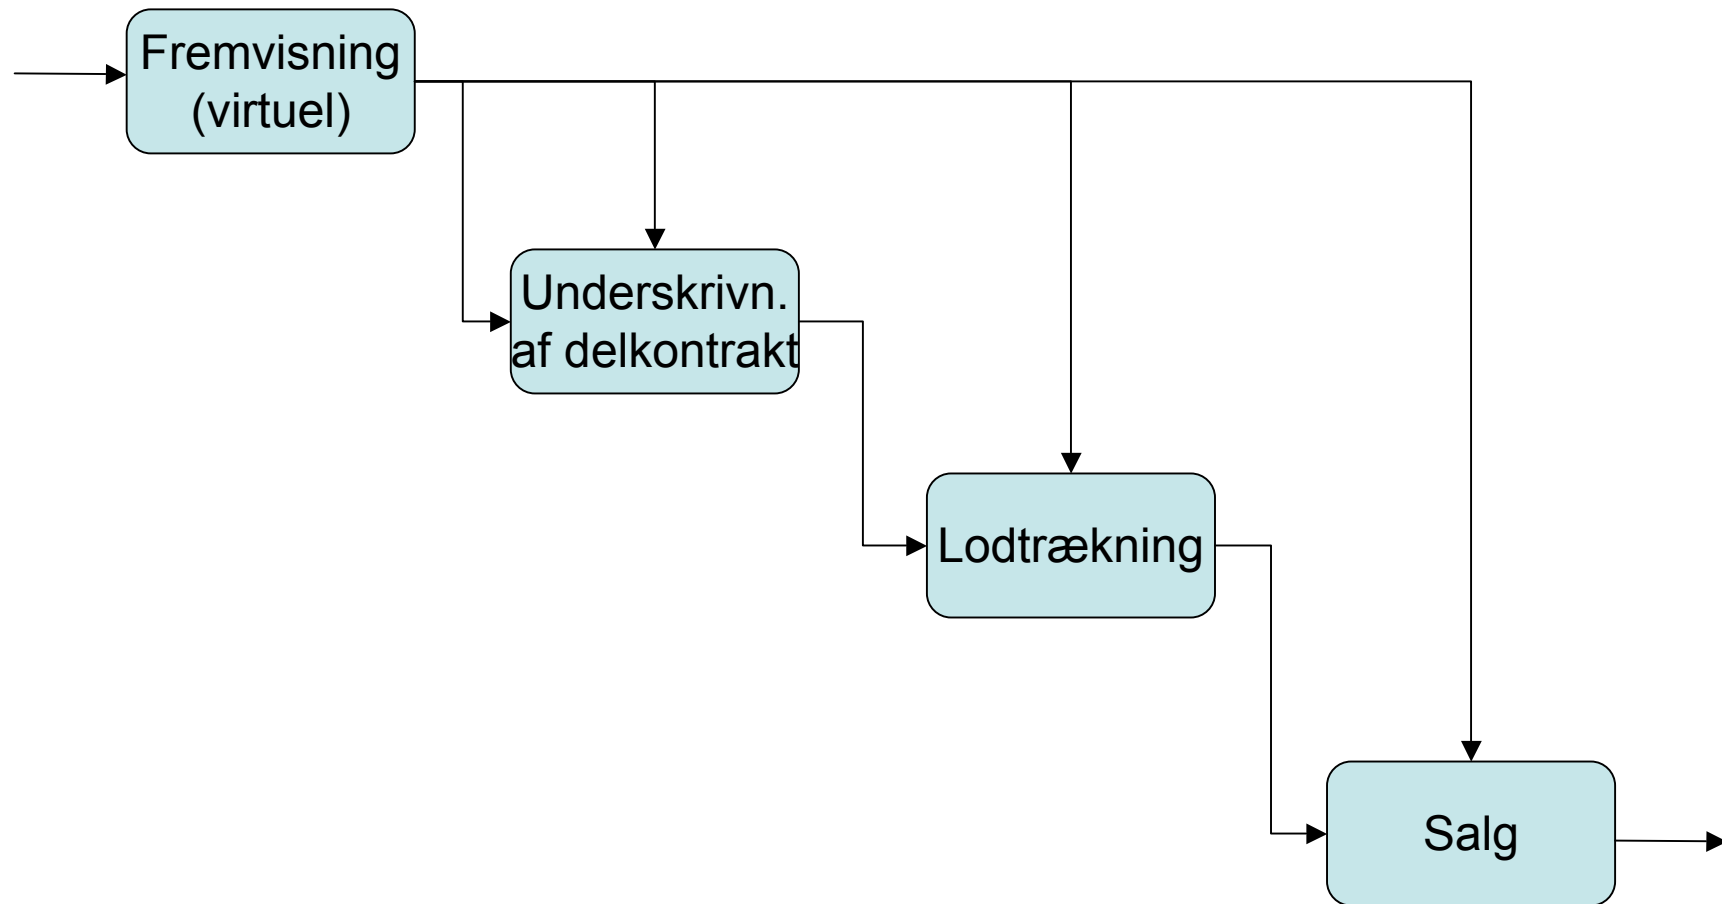 Fremvisning
(virtuel)
Underskrivn.
af delkontrakt
Lodtrækning
Salg